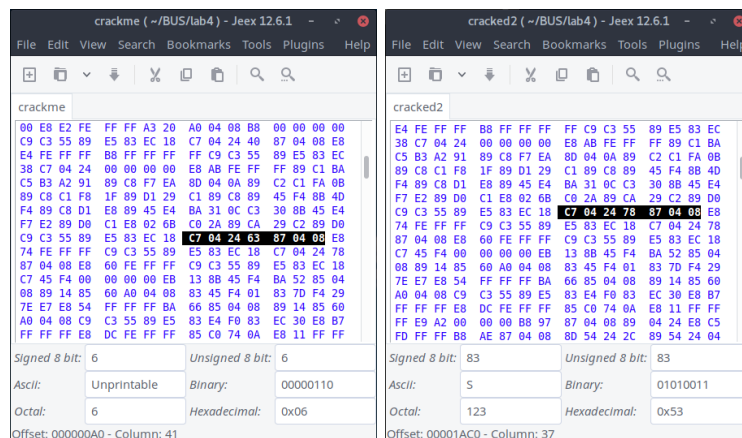 crackme ( ~/BUS/lab4 ) - Jeex 12.6.1
File Edit View Search Bookmarks Tools Plugins Help
crackme
00 E8 E2 FE FF FF A3 20 A0 04 08 B8 00 00 00 00
C9 C3 55 89 E5 83 EC 18 C7 04 24 40 87 04 08 E8
E4 FE FF FF B8 FF FF FF FF C9 C3 55 89 E5 83 EC
38 C7 04 24 00 00 00 00 E8 AB FE FF FF 89 C1 BA
C5 B3 A2 91 89 C8 F7 EA 8D 04 0A 89 C2 C1 FA 0B
89 C8 C1 F8 1F 89 D1 29 C1 89 C8 89 45 F4 8B 4D
F4 89 C8 D1 E8 89 45 E4 BA 31 0C C3 30 8B 45 E4
F7 E2 89 D0 C1 E8 02 6B C0 2A 89 CA 29 C2 89 D0
C9 C3 55 89 E5 83 EC 18 C7 04 24 63 87 04 08 E8
74 FE FF FF C9 C3 55 89 E5 83 EC 18 C7 04 24 78
87 04 08 E8 60 FE FF FF C9 C3 55 89 E5 83 EC 18
C7 45 F4 00 00 00 00 EB 13 8B 45 F4 BA 52 85 04
08 89 14 85 60 A0 04 08 83 45 F4 01 83 7D F4 29
7E E7 E8 54 FF FF FF BA 66 85 04 08 89 14 85 60
A0 04 08 C9 C3 55 89 E5 83 E4 F0 83 EC 30 E8 B7
FF FF FF E8 DC FE FF FF 85 C0 74 0A E8 11 FF FF
Signed 8 bit: 6 Unsigned 8 bit: 6
Ascii: Unprintable Binary: 00000110
Octal: 6 Hexadecimal: 0x06
Offset: 000000A0 - Column: 41
cracked2 ( ~/BUS/lab4 ) - Jeex 12.6.1
File Edit View Search Bookmarks Tools Plugins Help
cracked2
E4 FE FF FF B8 FF FF FF FF C9 C3 55 89 E5 83 EC
38 C7 04 24 00 00 00 00 E8 AB FE FF FF 89 C1 BA
C5 B3 A2 91 89 C8 F7 EA 8D 04 0A 89 C2 C1 FA 0B
89 C8 C1 F8 1F 89 D1 29 C1 89 C8 89 45 F4 8B 4D
F4 89 C8 D1 E8 89 45 E4 BA 31 0C C3 30 8B 45 E4
F7 E2 89 D0 C1 E8 02 6B C0 2A 89 CA 29 C2 89 D0
C9 C3 55 89 E5 83 EC 18 C7 04 24 78 87 04 08 E8
74 FE FF FF C9 C3 55 89 E5 83 EC 18 C7 04 24 78
87 04 08 E8 60 FE FF FF C9 C3 55 89 E5 83 EC 18
C7 45 F4 00 00 00 00 EB 13 8B 45 F4 BA 52 85 04
08 89 14 85 60 A0 04 08 83 45 F4 01 83 7D F4 29
7E E7 E8 54 FF FF FF BA 66 85 04 08 89 14 85 60
A0 04 08 C9 C3 55 89 E5 83 E4 F0 83 EC 30 E8 B7
FF FF FF E8 DC FE FF FF 85 C0 74 0A E8 11 FF FF
FF E9 A2 00 00 00 B8 97 87 04 08 89 04 24 E8 C5
FD FF FF B8 AE 87 04 08 8D 54 24 2C 89 54 24 04
Signed 8 bit: 83 Unsigned 8 bit: 83
Ascii: S Binary: 01010011
Octal: 123 Hexadecimal: 0x53
Offset: 00001AC0 - Column: 37